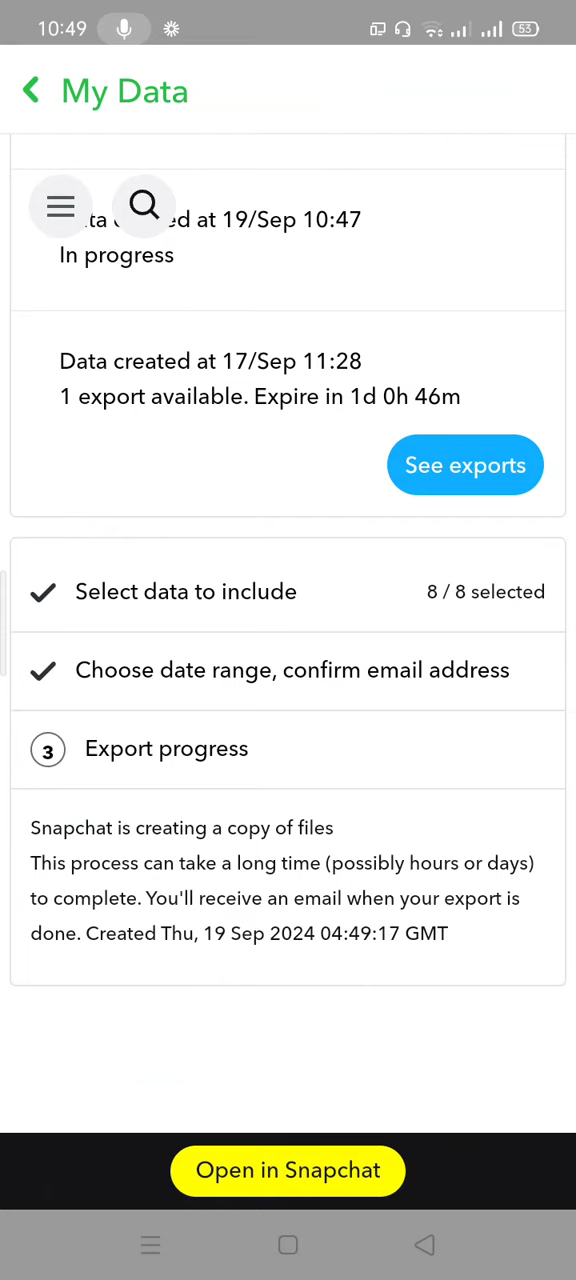 10:49
53
My Data
ed at 19/Sep 10:47
In progress
Data created at 17/Sep 11:28
1 export available. Expire in 1d 0h 46m
See exports
Select data to include
8 / 8 selected
Choose date range, confirm email address
3
Export progress
Snapchat is creating a copy of files
This process can take a long time (possibly hours or days)
to complete. You'll receive an email when your export is
done. Created Thu, 19 Sep 2024 04:49:17 GMT
Open in Snapchat